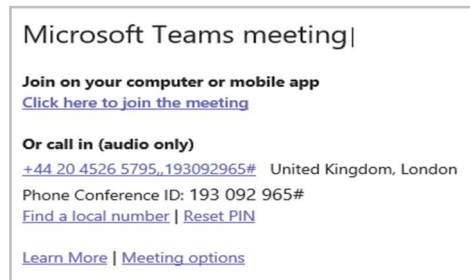 Microsoft Teams meeting
Join on your computer or mobile app
Click here to join the meeting
Or call in (audio only)
+44 20 4526 5795,,193092965# United Kingdom, London
Phone Conference ID: 193 092 965#
Find a local number | Reset PIN
Learn More | Meeting options